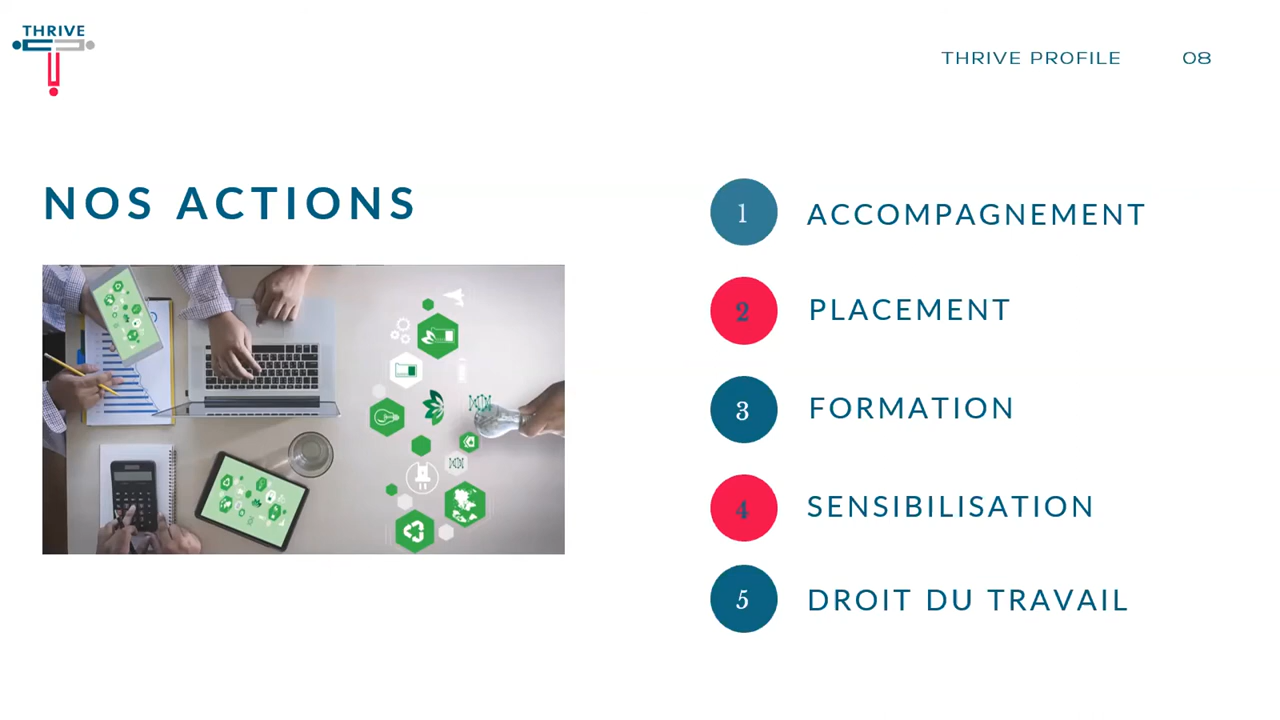 THRIVE
THRIVE PROFILE 08
NOS ACTIONS
1 ACCOMPAGNEMENT
2 PLACEMENT
3 FORMATION
4 SENSIBILISATION
5 DROIT DU TRAVAIL